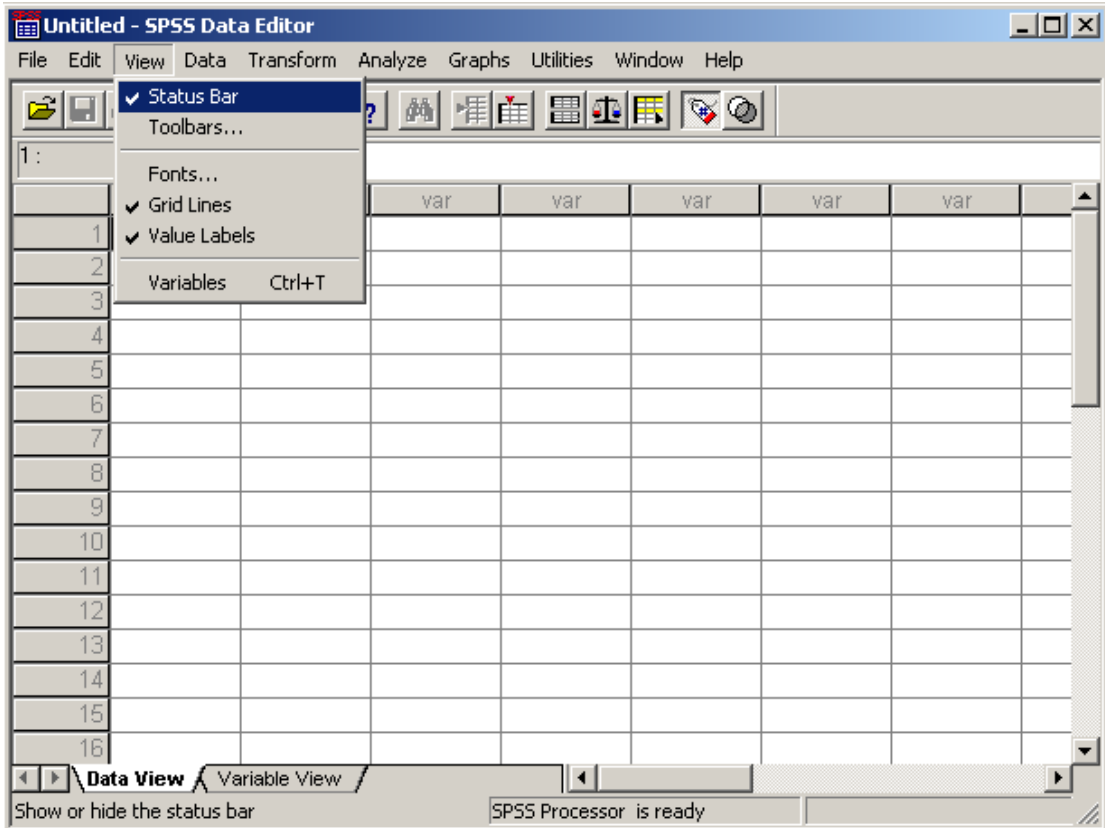 Untitled - SPSS Data Editor
File Edit View Data Transform Analyze Graphs Utilities Window Help
Status Bar
Toolbars...
Fonts...
Grid Lines
Value Labels
Variables Ctrl+T
?
1 :
var var var var var
1
2
3
4
5
6
7
8
9
10
11
12
13
14
15
16
Data View Variable View
Show or hide the status bar SPSS Processor is ready